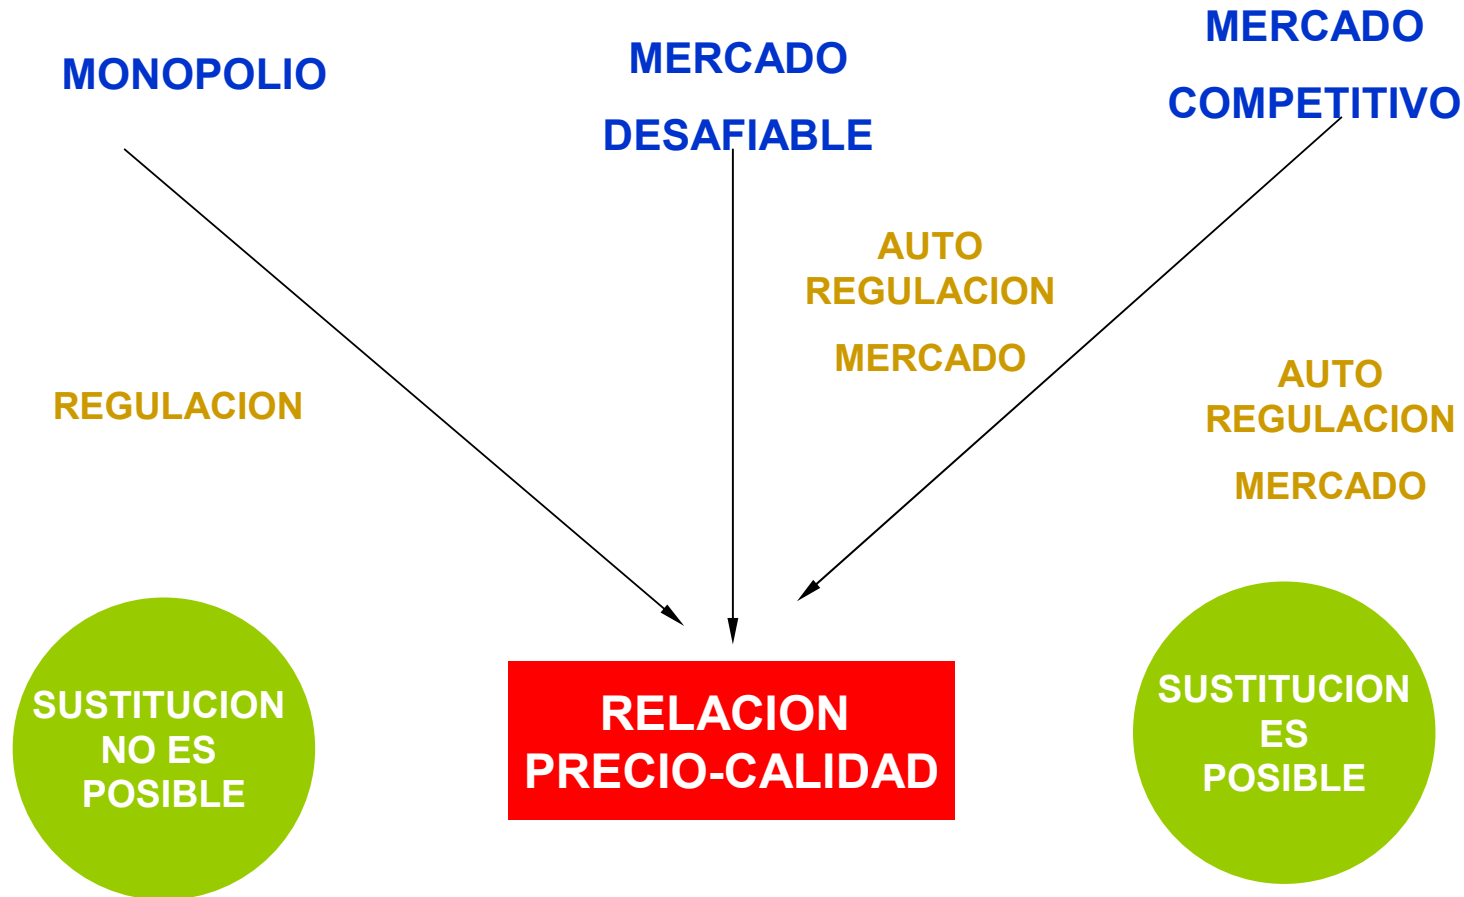 MONOPOLIO
MERCADO
DESAFIABLE
MERCADO
COMPETITIVO
REGULACION
AUTO
REGULACION
MERCADO
AUTO
REGULACION
MERCADO
SUSTITUCION
NO ES
POSIBLE
RELACION
PRECIO-CALIDAD
SUSTITUCION
ES
POSIBLE